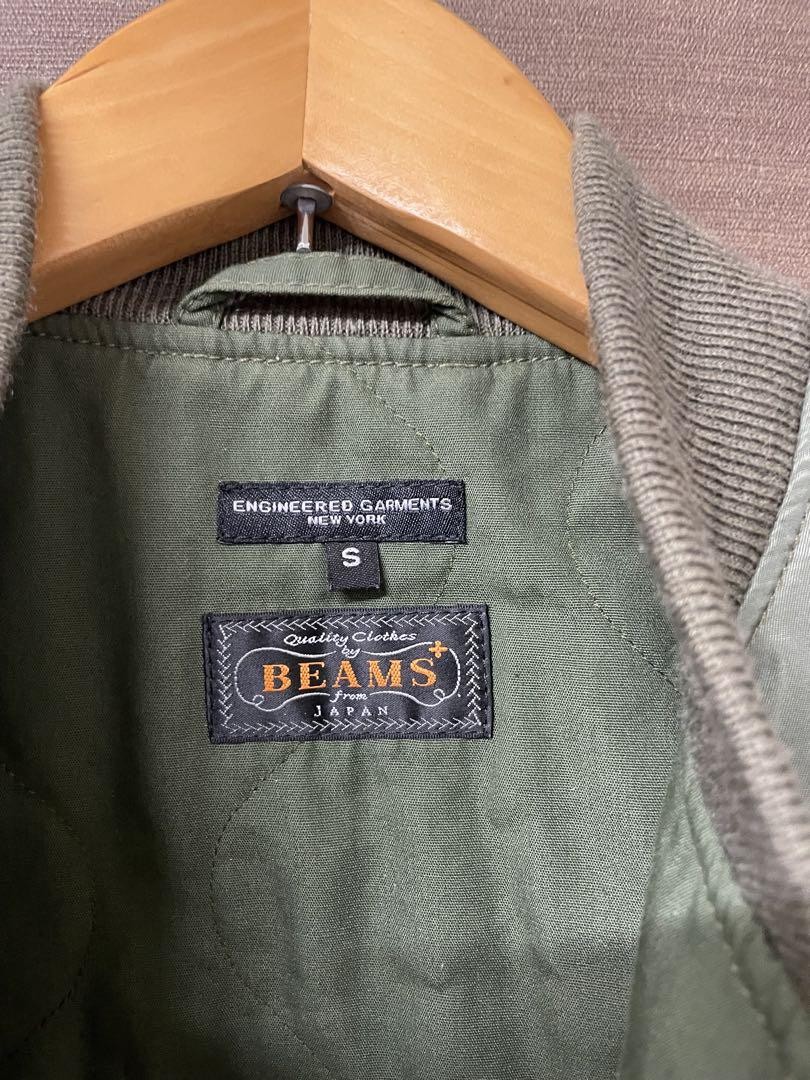 ENGINEERED GARMENTS
NEW YORK
S
Quality Clothes
by
BEAMS+
from
JAPAN